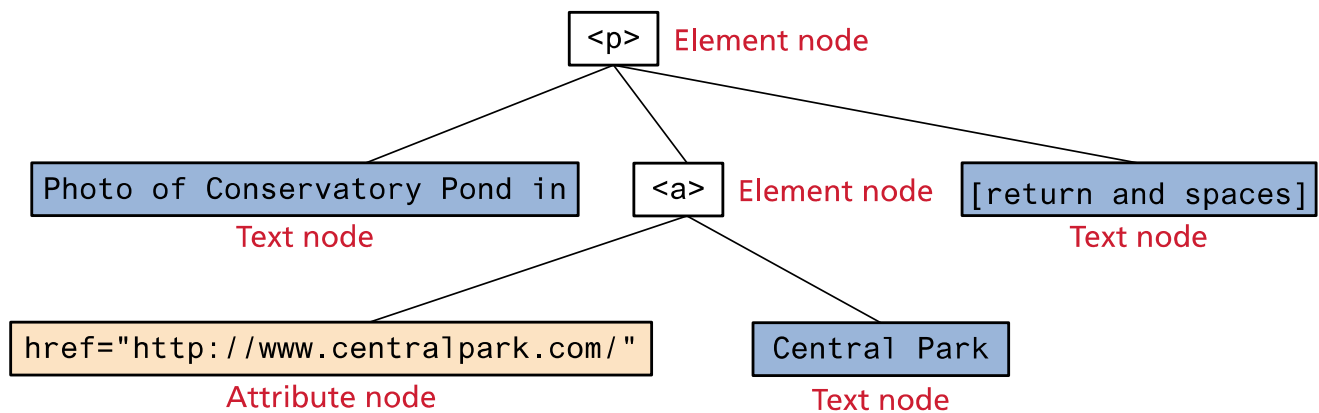 <p> Element node
Photo of Conservatory Pond in
<a> Element node
[return and spaces]
Text node
Text node
href="http://www.centralpark.com/"
Central Park
Attribute node
Text node